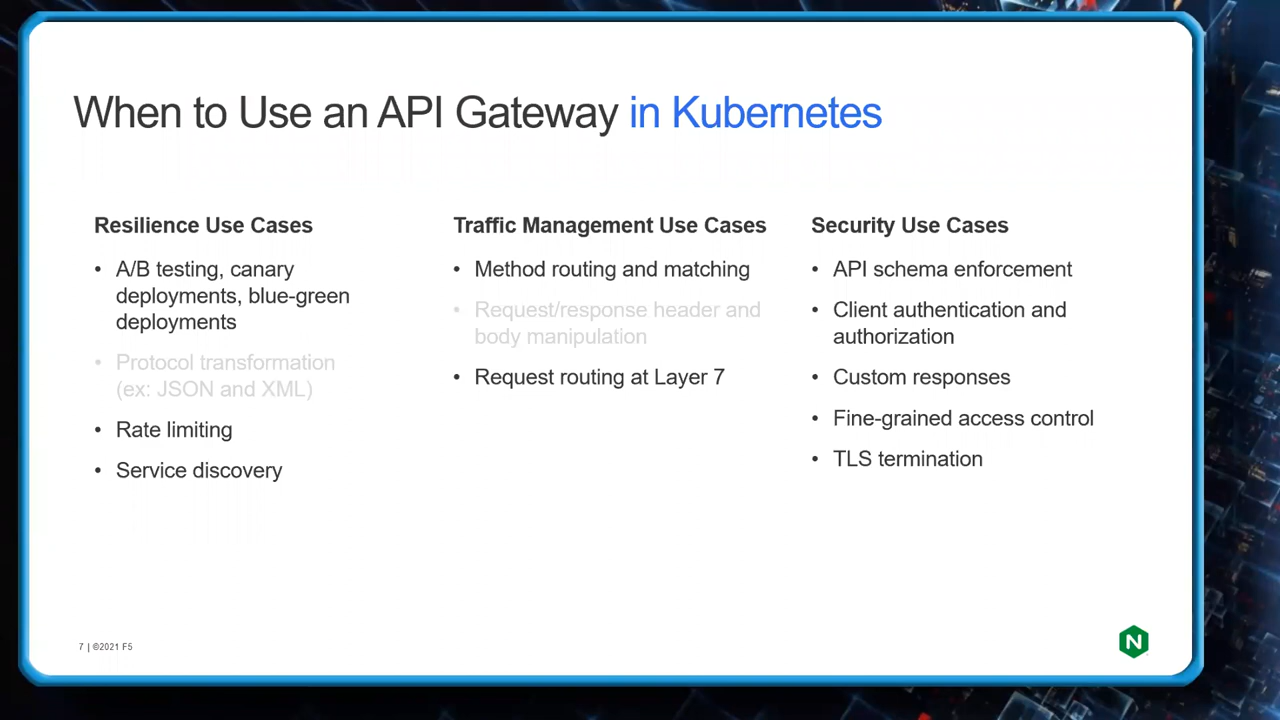 When to Use an API Gateway in Kubernetes
Resilience Use Cases
• A/B testing, canary
deployments, blue-green
deployments
• Protocol transformation
(ex: JSON and XML)
• Rate limiting
• Service discovery
Traffic Management Use Cases
• Method routing and matching
• Request/response header and
body manipulation
• Request routing at Layer 7
Security Use Cases
• API schema enforcement
• Client authentication and
authorization
• Custom responses
• Fine-grained access control
• TLS termination
7 | ©2021 F5
N